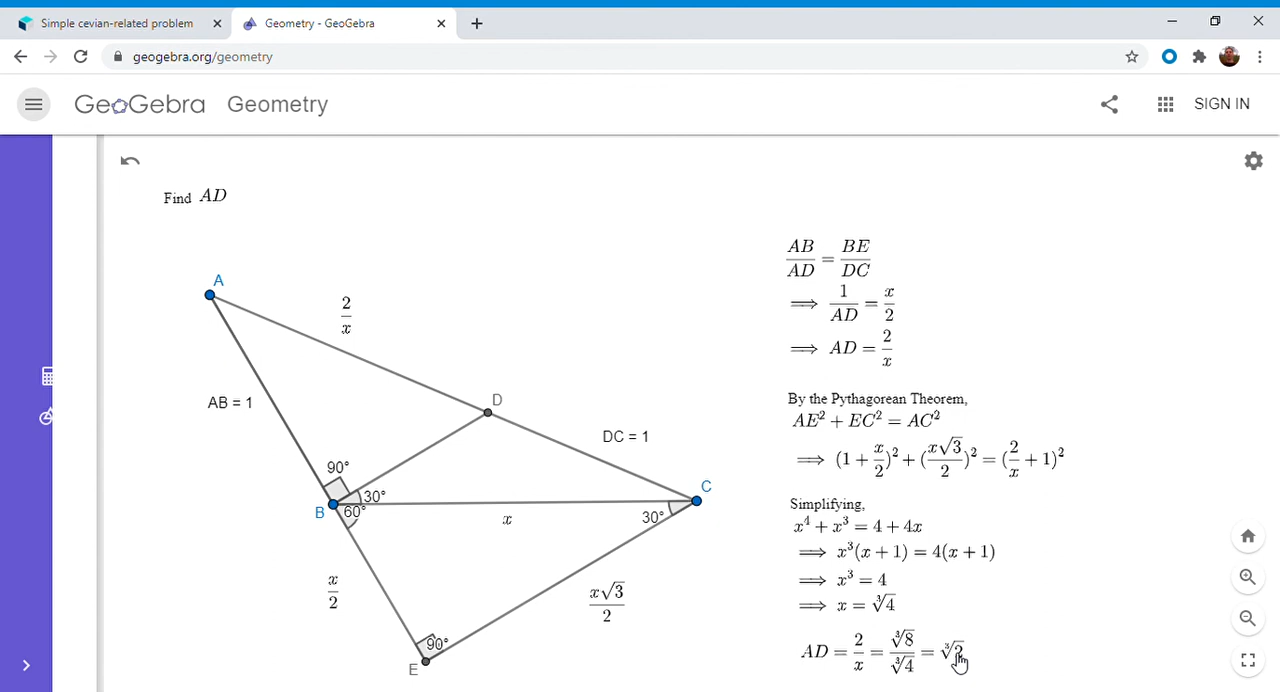 Simple cevian-related problem
Geometry - GeoGebra
geogebra.org/geometry
GeoGebra Geometry
SIGN IN
Find AD
A
2/x
AB = 1
D
DC = 1
90°
30°
B
60°
C
30°
x
x/2
x√3/2
90°
E
AB/AD = BE/DC
⟹ 1/AD = x/2
⟹ AD = 2/x
By the Pythagorean Theorem,
AE² + EC² = AC²
⟹ (1 + x/2)² + (x√3/2)² = (2/x + 1)²
Simplifying,
x⁴ + x³ = 4 + 4x
⟹ x³(x + 1) = 4(x + 1)
⟹ x³ = 4
⟹ x = ∛4
AD = 2/x = ∛8/∛4 = ∛2